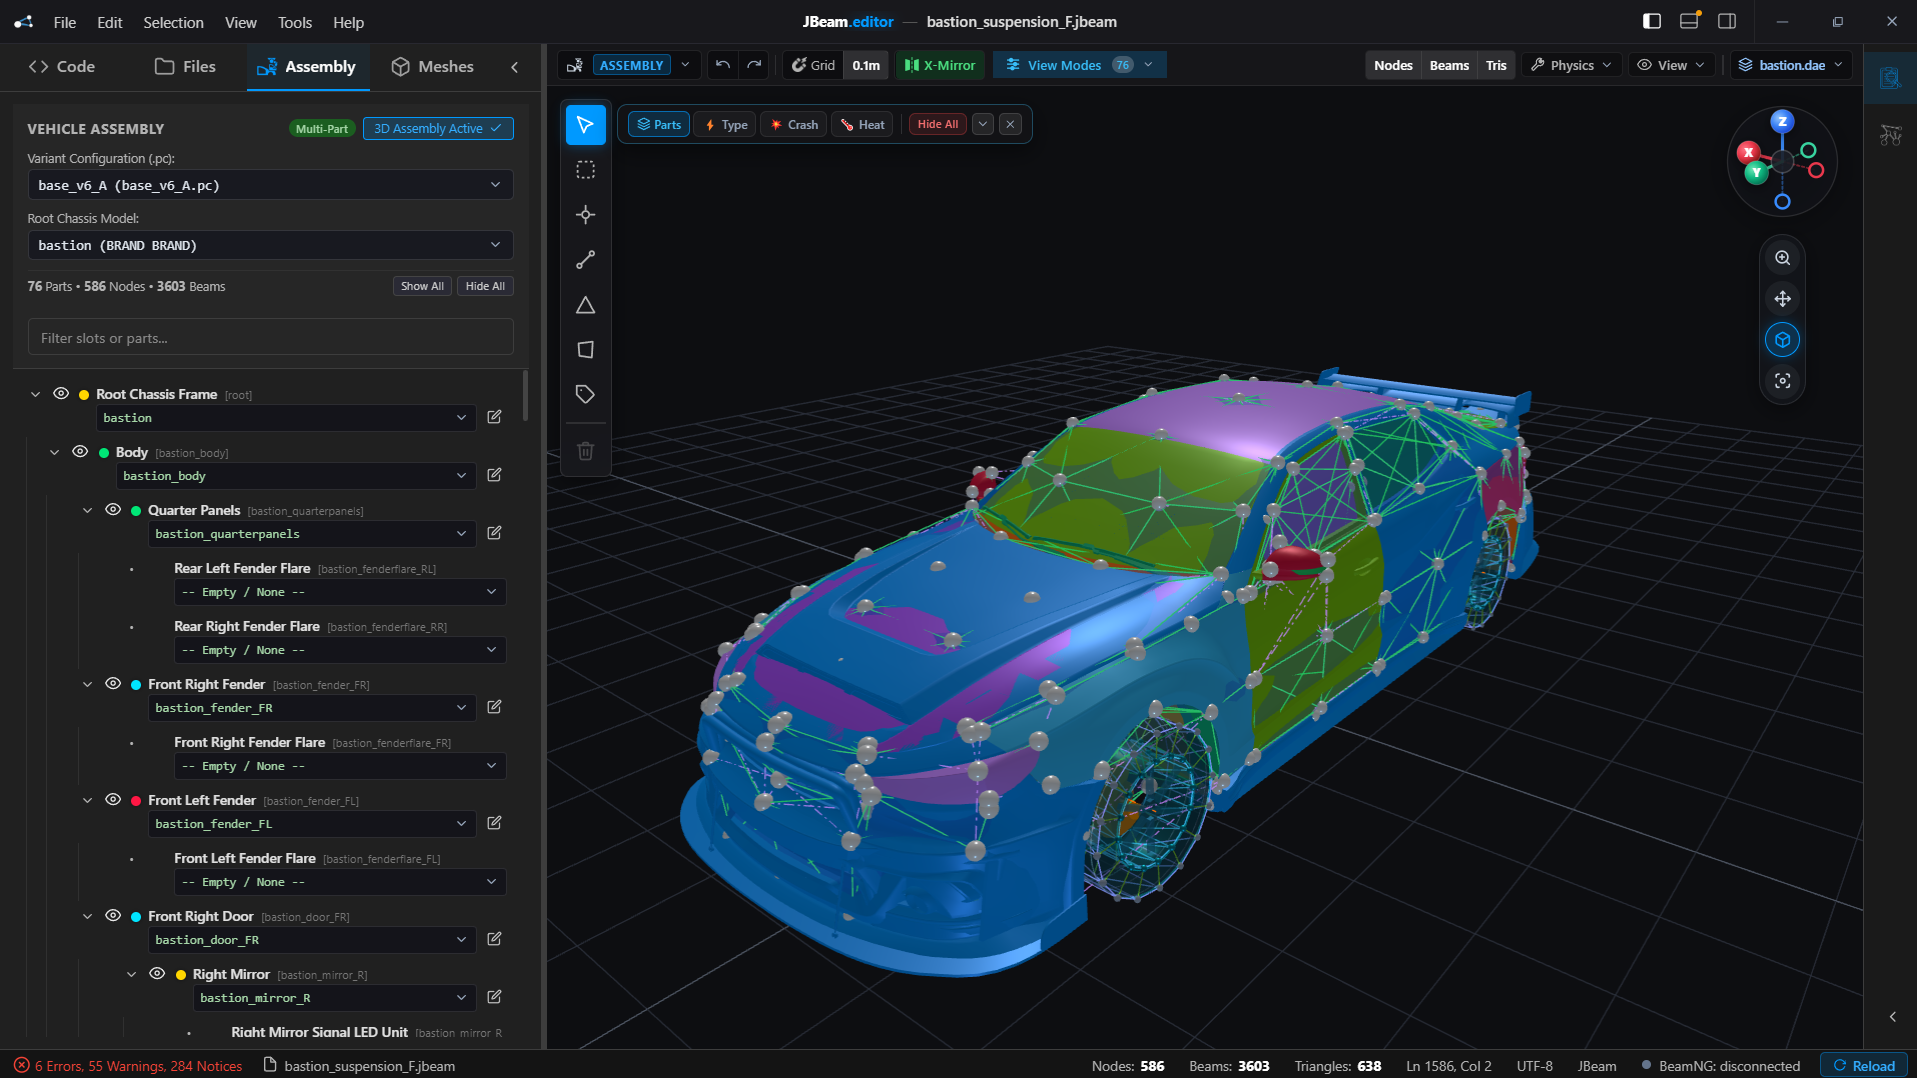 File Edit Selection View Tools Help
JBeam.editor — bastion_suspension_F.jbeam
Code Files Assembly Meshes
ASSEMBLY Grid 0.1m X-Mirror View Modes 76 Nodes Beams Tris Physics View bastion.dae
Parts Type Crash Heat Hide All
Z
X
Y
VEHICLE ASSEMBLY Multi-Part 3D Assembly Active
Variant Configuration (.pc):
base_v6_A (base_v6_A.pc)
Root Chassis Model:
bastion (BRAND BRAND)
76 Parts • 586 Nodes • 3603 Beams Show All Hide All
Filter slots or parts...
Root Chassis Frame [root]
bastion
Body [bastion_body]
bastion_body
Quarter Panels [bastion_quarterpanels]
bastion_quarterpanels
Rear Left Fender Flare [bastion_fenderflare_RL]
-- Empty / None --
Rear Right Fender Flare [bastion_fenderflare_RR]
-- Empty / None --
Front Right Fender [bastion_fender_FR]
bastion_fender_FR
Front Right Fender Flare [bastion_fenderflare_FR]
-- Empty / None --
Front Left Fender [bastion_fender_FL]
bastion_fender_FL
Front Left Fender Flare [bastion_fenderflare_FL]
-- Empty / None --
Front Right Door [bastion_door_FR]
bastion_door_FR
Right Mirror [bastion_mirror_R]
bastion_mirror_R
Right Mirror Signal LED Unit [bastion_mirror_R
6 Errors, 55 Warnings, 284 Notices bastion_suspension_F.jbeam Nodes: 586 Beams: 3603 Triangles: 638 Ln 1586, Col 2 UTF-8 JBeam BeamNG: disconnected Reload